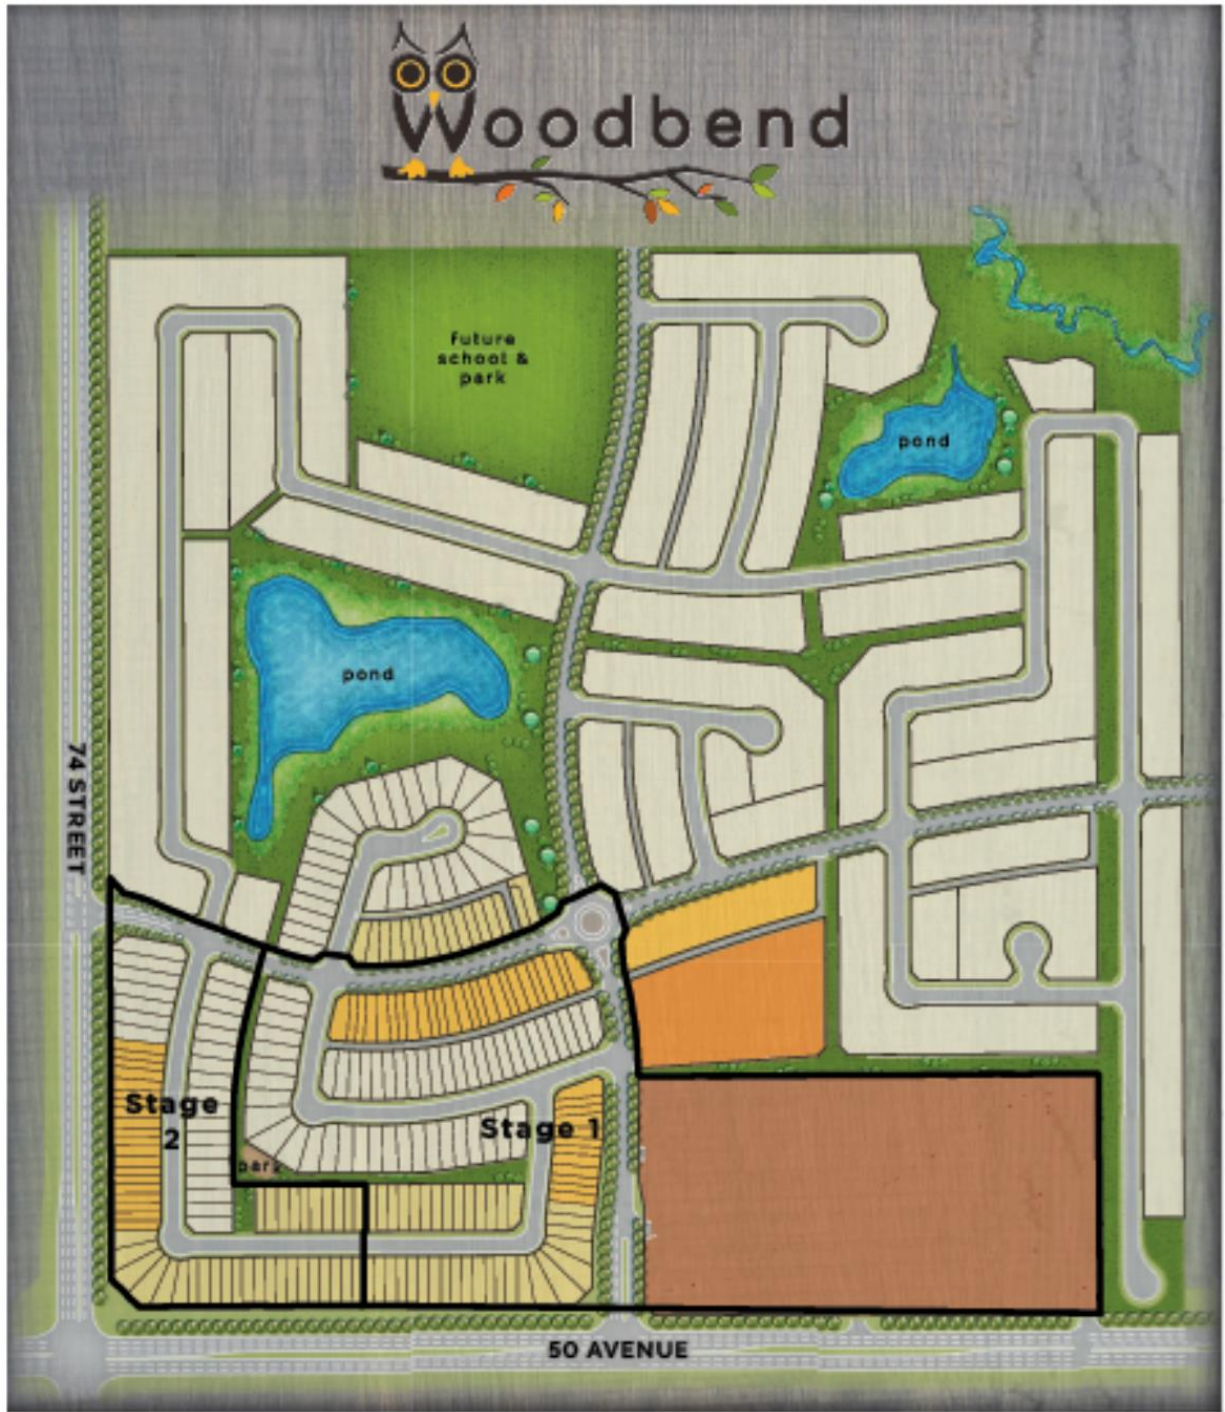 Woodbend
future
school &
park
pond
pond
74 STREET
Stage
2
Stage 1
park
50 AVENUE